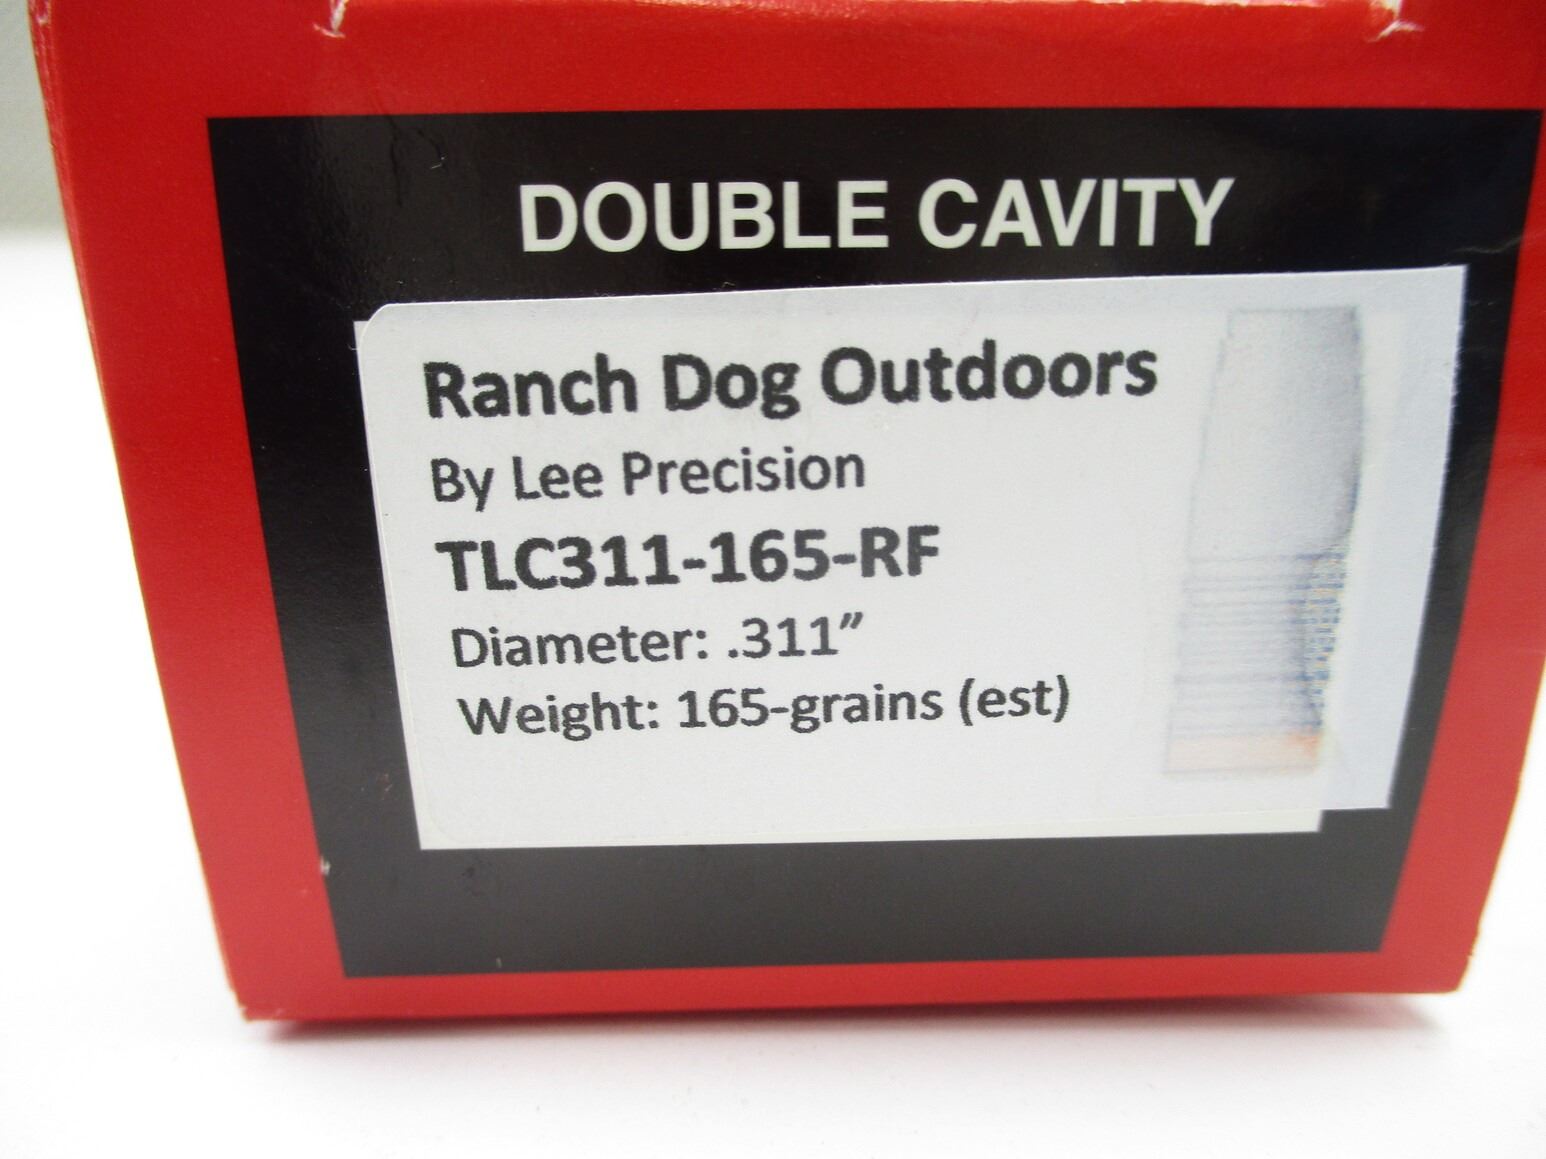 DOUBLE CAVITY
Ranch Dog Outdoors
By Lee Precision
TLC311-165-RF
Diameter: .311”
Weight: 165-grains (est)